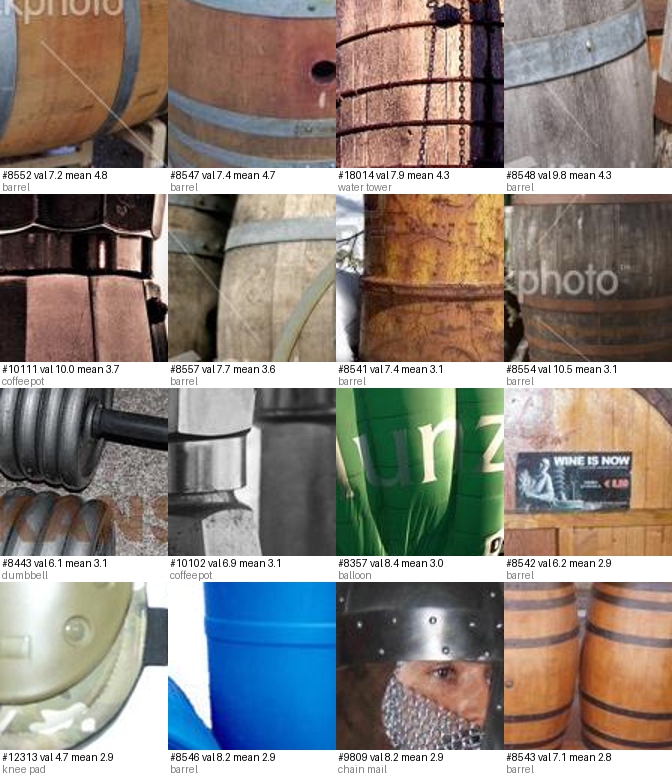 kphoto
#8552 val 7.2 mean 4.8
barrel
#8547 val 7.4 mean 4.7
barrel
#18014 val 7.9 mean 4.3
water tower
#8548 val 9.8 mean 4.3
barrel
kphoto
#10111 val 10.0 mean 3.7
coffeepot
#8557 val 7.7 mean 3.6
barrel
#8541 val 7.4 mean 3.1
barrel
#8554 val 10.5 mean 3.1
barrel
KANS
unz
WINE IS NOW
#8443 val 6.1 mean 3.1
dumbbell
#10102 val 6.9 mean 3.1
coffeepot
#8357 val 8.4 mean 3.0
balloon
#8542 val 6.2 mean 2.9
barrel
#12313 val 4.7 mean 2.9
knee pad
#8546 val 8.2 mean 2.9
barrel
#9809 val 8.2 mean 2.9
chain mail
#8543 val 7.1 mean 2.8
barrel